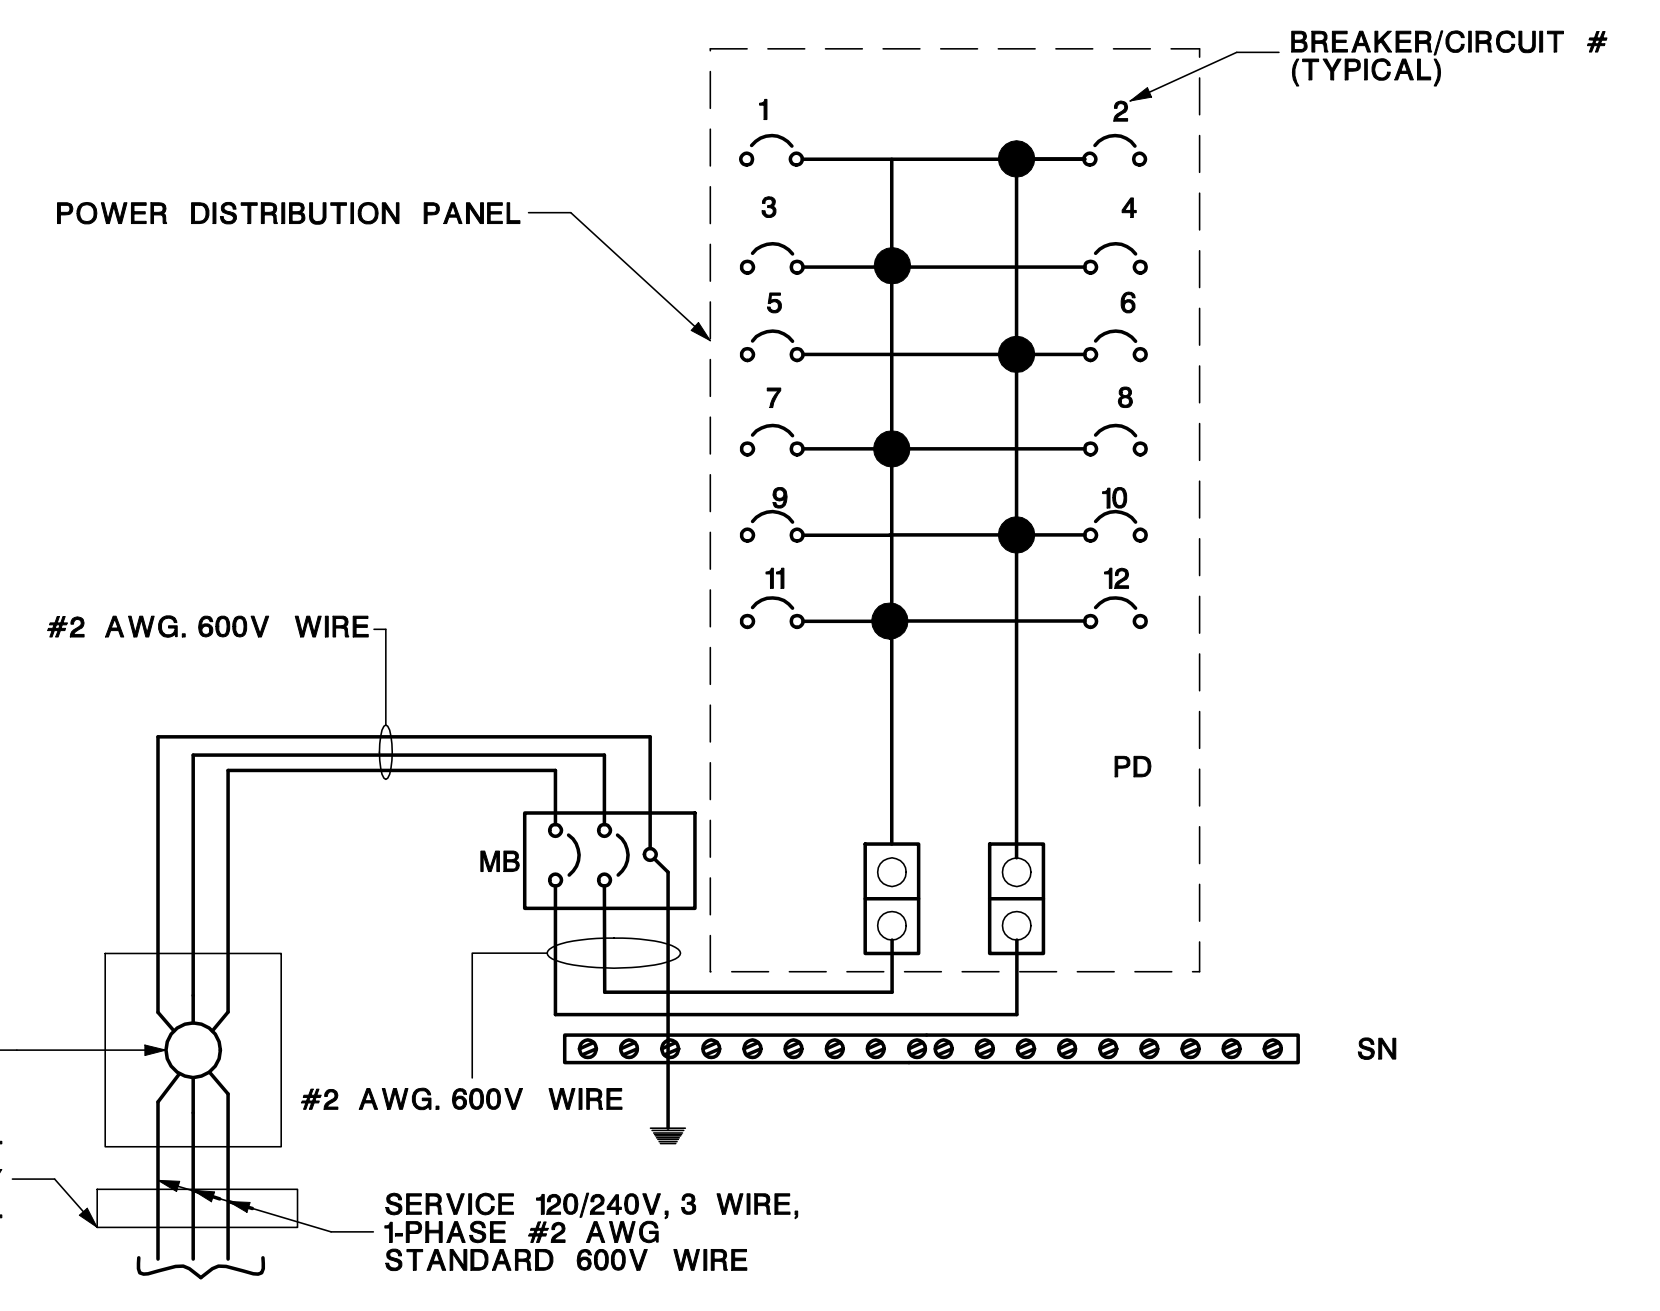 BREAKER/CIRCUIT #
(TYPICAL)
1
2
3
4
POWER DISTRIBUTION PANEL
5
6
7
8
9
10
11
12
#2 AWG. 600V WIRE
PD
MB
SN
#2 AWG. 600V WIRE
SERVICE 120/240V, 3 WIRE,
1-PHASE #2 AWG
STANDARD 600V WIRE